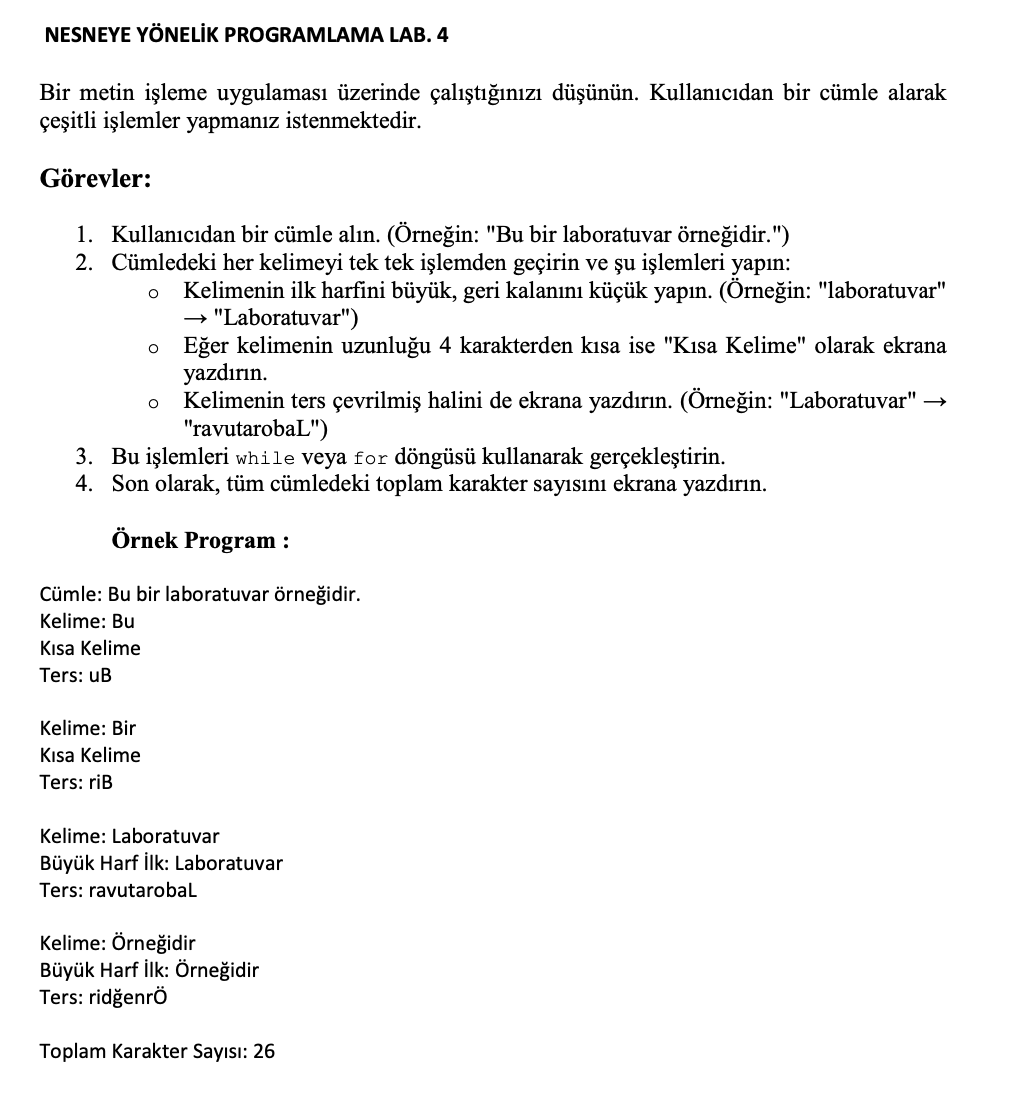 NESNEYE YÖNELİK PROGRAMLAMA LAB. 4
Bir metin işleme uygulaması üzerinde çalıştığınızı düşünün. Kullanıcıdan bir cümle alarak
çeşitli işlemler yapmanız istenmektedir.
Görevler:
1. Kullanıcıdan bir cümle alın. (Örneğin: "Bu bir laboratuvar örneğidir.")
2. Cümledeki her kelimeyi tek tek işlemden geçirin ve şu işlemleri yapın:
o Kelimenin ilk harfini büyük, geri kalanını küçük yapın. (Örneğin: "laboratuvar"
→ "Laboratuvar")
o Eğer kelimenin uzunluğu 4 karakterden kısa ise "Kısa Kelime" olarak ekrana
yazdırın.
o Kelimenin ters çevrilmiş halini de ekrana yazdırın. (Örneğin: "Laboratuvar" →
"ravutarobaL")
3. Bu işlemleri while veya for döngüsü kullanarak gerçekleştirin.
4. Son olarak, tüm cümledeki toplam karakter sayısını ekrana yazdırın.
Örnek Program :
Cümle: Bu bir laboratuvar örneğidir.
Kelime: Bu
Kısa Kelime
Ters: uB
Kelime: Bir
Kısa Kelime
Ters: riB
Kelime: Laboratuvar
Büyük Harf İlk: Laboratuvar
Ters: ravutarobaL
Kelime: Örneğidir
Büyük Harf İlk: Örneğidir
Ters: ridğenrÖ
Toplam Karakter Sayısı: 26